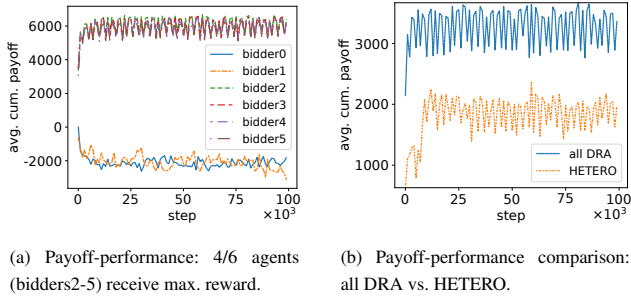 avg. cum. payoff
6000
4000
2000
0
−2000
0
25
50
75
100
step
×10³
bidder0
bidder1
bidder2
bidder3
bidder4
bidder5
(a) Payoff-performance: 4/6 agents
(bidders2-5) receive max. reward.
avg. cum. payoff
3000
2000
1000
0
25
50
75
100
step
×10³
all DRA
HETERO
(b) Payoff-performance comparison:
all DRA vs. HETERO.